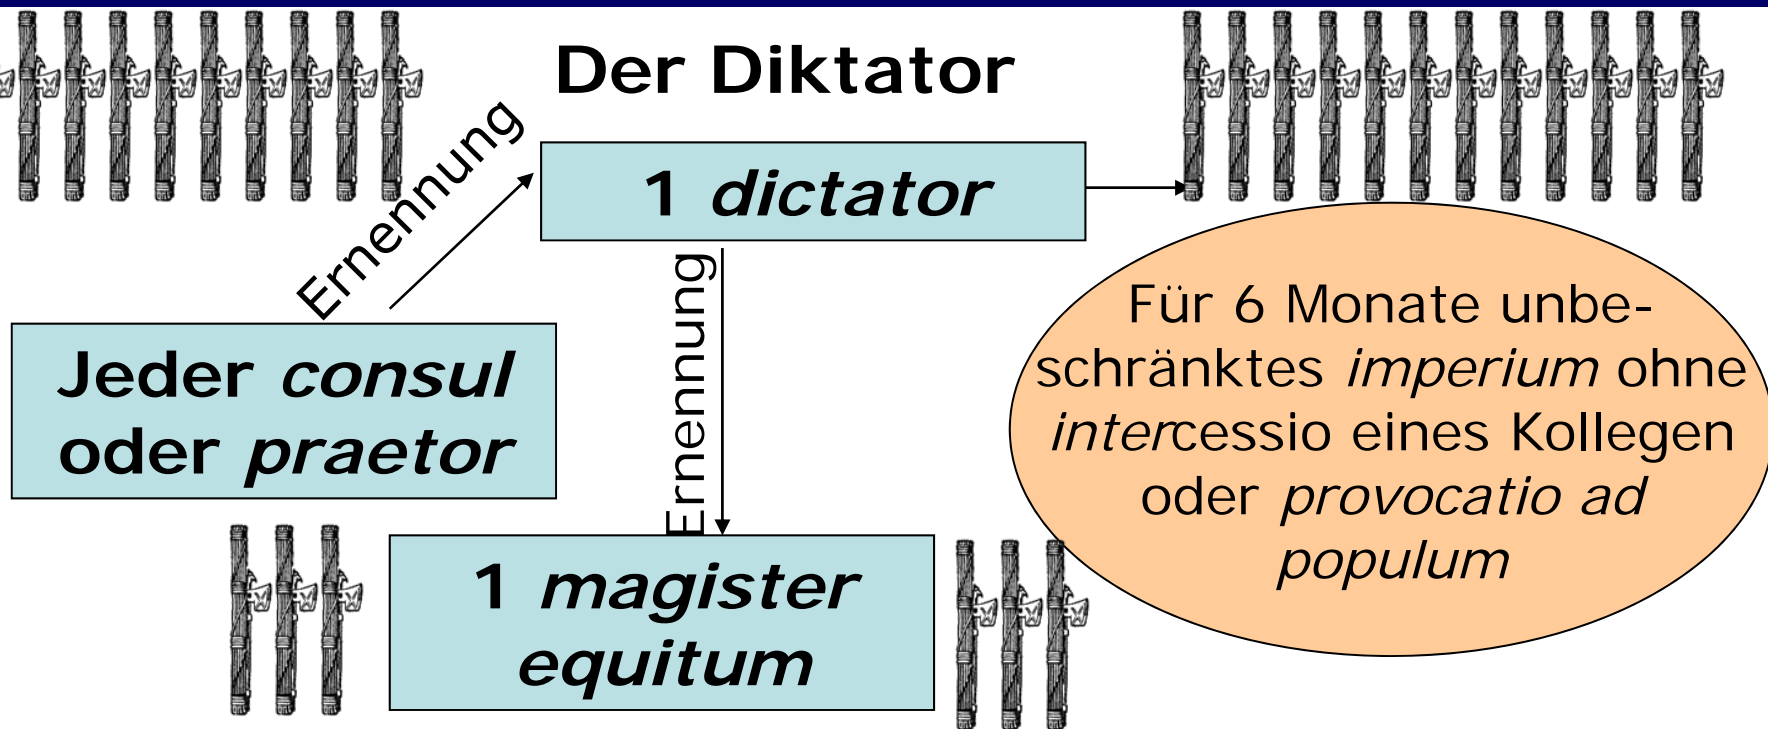 Der Diktator
Ernennung
1 dictator
Jeder consul
oder praetor
Ernennung
1 magister
equitum
Für 6 Monate unbe-
schränktes imperium ohne
intercessio eines Kollegen
oder provocatio ad
populum